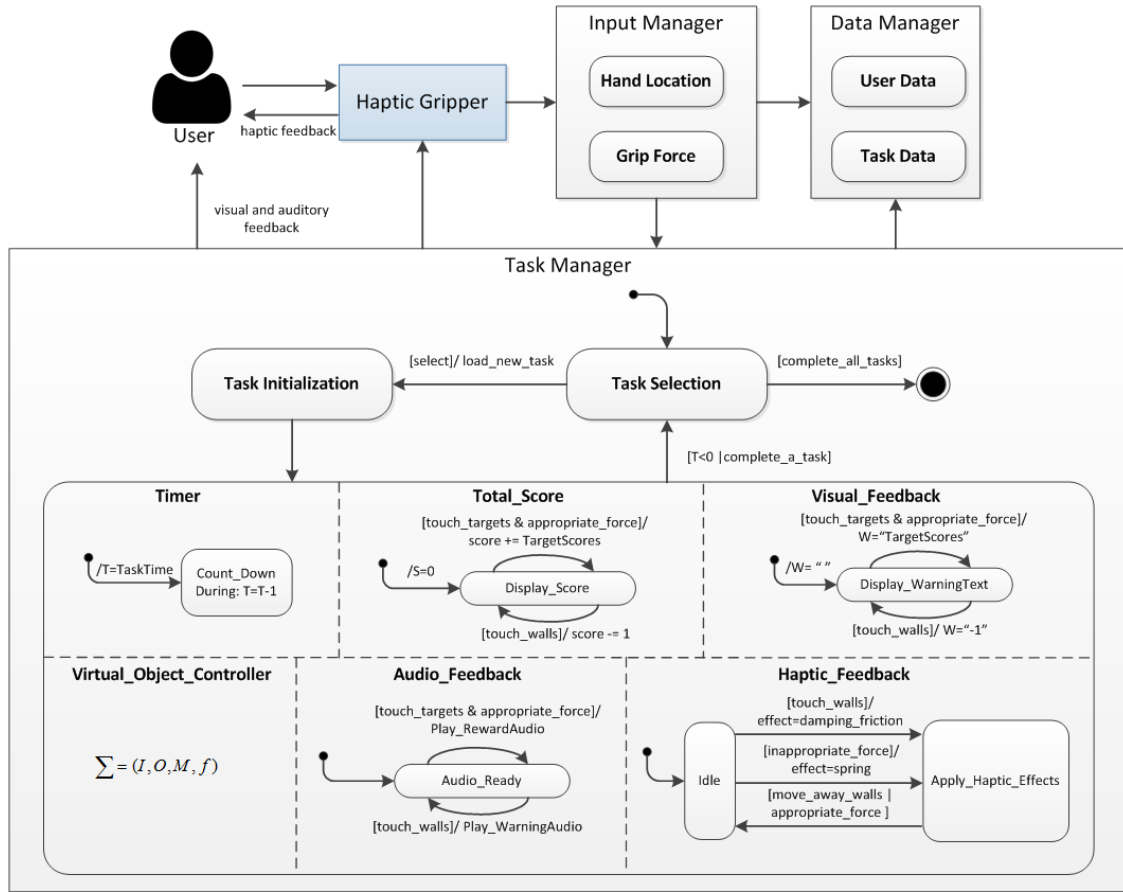 Input Manager
Data Manager
Hand Location
User Data
Haptic Gripper
User
haptic feedback
Grip Force
Task Data
visual and auditory
feedback
Task Manager
[select]/ load_new_task
[complete_all_tasks]
Task Initialization
Task Selection
[T<0 |complete_a_task]
Timer
/T=TaskTime
Count_Down
During: T=T-1
Total_Score
[touch_targets & appropriate_force]/
score += TargetScores
/S=0
Display_Score
[touch_walls]/ score -= 1
Visual_Feedback
[touch_targets & appropriate_force]/
W=“TargetScores”
/W= “ ”
Display_WarningText
[touch_walls]/ W=“-1”
Virtual_Object_Controller
∑ = (I, O, M, f)
Audio_Feedback
[touch_targets & appropriate_force]/
Play_RewardAudio
Audio_Ready
[touch_walls]/ Play_WarningAudio
Haptic_Feedback
[touch_walls]/
effect=damping_friction
[inappropriate_force]/
effect=spring
Idle
Apply_Haptic_Effects
[move_away_walls |
appropriate_force ]